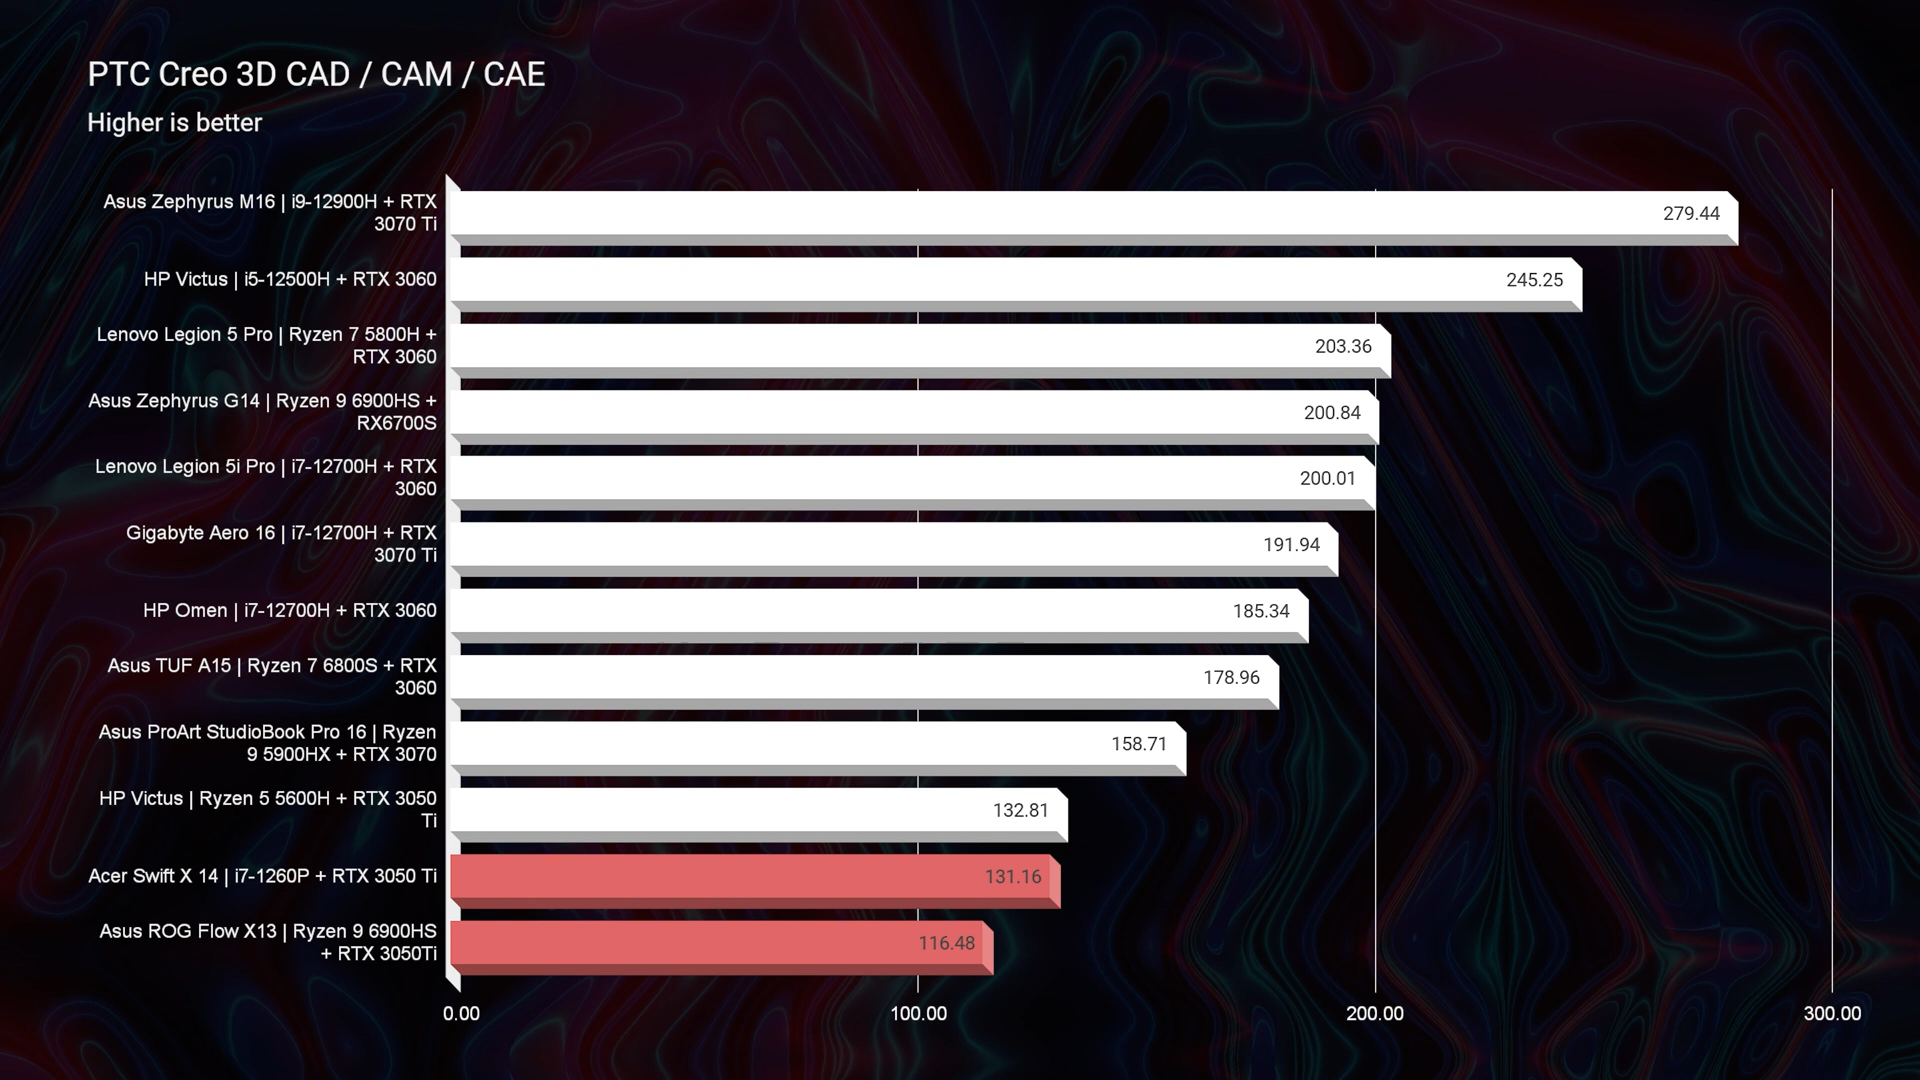 PTC Creo 3D CAD / CAM / CAE
Higher is better
Asus Zephyrus M16 | i9-12900H + RTX
3070 Ti
279.44
HP Victus | i5-12500H + RTX 3060
245.25
Lenovo Legion 5 Pro | Ryzen 7 5800H +
RTX 3060
203.36
Asus Zephyrus G14 | Ryzen 9 6900HS +
RX6700S
200.84
Lenovo Legion 5i Pro | i7-12700H + RTX
3060
200.01
Gigabyte Aero 16 | i7-12700H + RTX
3070 Ti
191.94
HP Omen | i7-12700H + RTX 3060
185.34
Asus TUF A15 | Ryzen 7 6800S + RTX
3060
178.96
Asus ProArt StudioBook Pro 16 | Ryzen
9 5900HX + RTX 3070
158.71
HP Victus | Ryzen 5 5600H + RTX 3050
Ti
132.81
Acer Swift X 14 | i7-1260P + RTX 3050 Ti
131.16
Asus ROG Flow X13 | Ryzen 9 6900HS
+ RTX 3050Ti
116.48
0.00 100.00 200.00 300.00